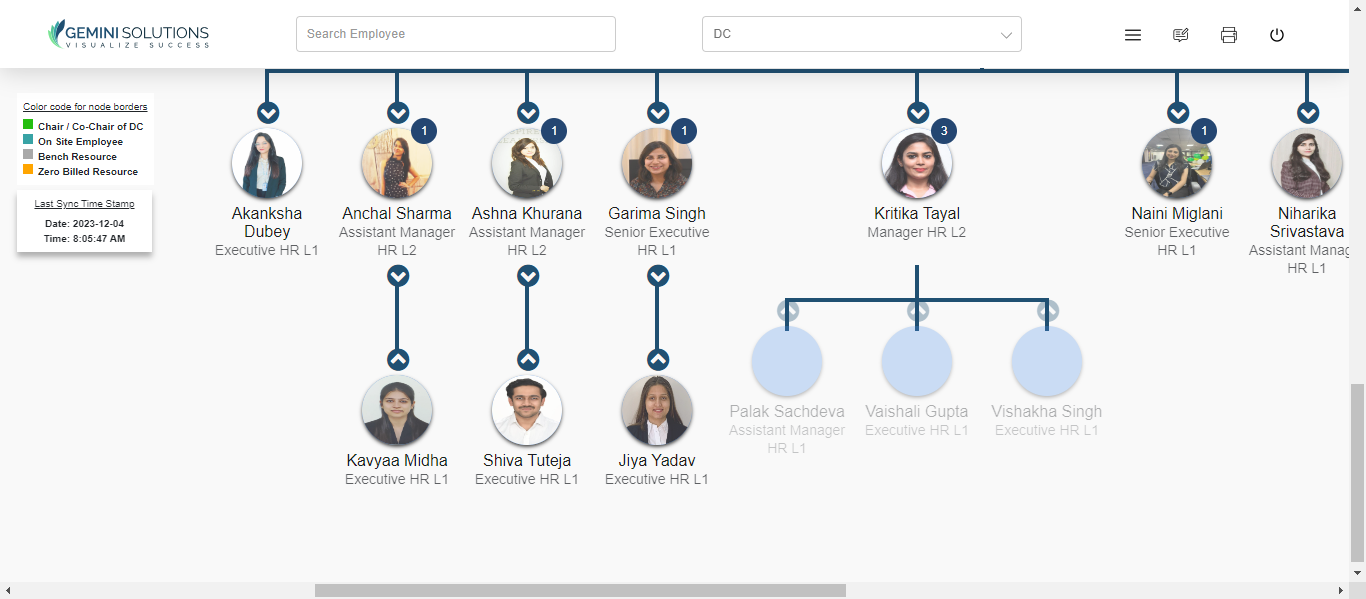 GEMINI SOLUTIONS
VISUALIZE SUCCESS
Search Employee
DC
Color code for node borders
Chair / Co-Chair of DC
On Site Employee
Bench Resource
Zero Billed Resource
Last Sync Time Stamp
Date: 2023-12-04
Time: 8:05:47 AM
Akanksha
Dubey
Executive HR L1
1
Anchal Sharma
Assistant Manager
HR L2
1
Ashna Khurana
Assistant Manager
HR L2
1
Garima Singh
Senior Executive
HR L1
3
Kritika Tayal
Manager HR L2
1
Naini Miglani
Senior Executive
HR L1
Niharika
Srivastava
Assistant Manag
HR L1
Kavyaa Midha
Executive HR L1
Shiva Tuteja
Executive HR L1
Jiya Yadav
Executive HR L1
Palak Sachdeva
Assistant Manager
HR L1
Vaishali Gupta
Executive HR L1
Vishakha Singh
Executive HR L1